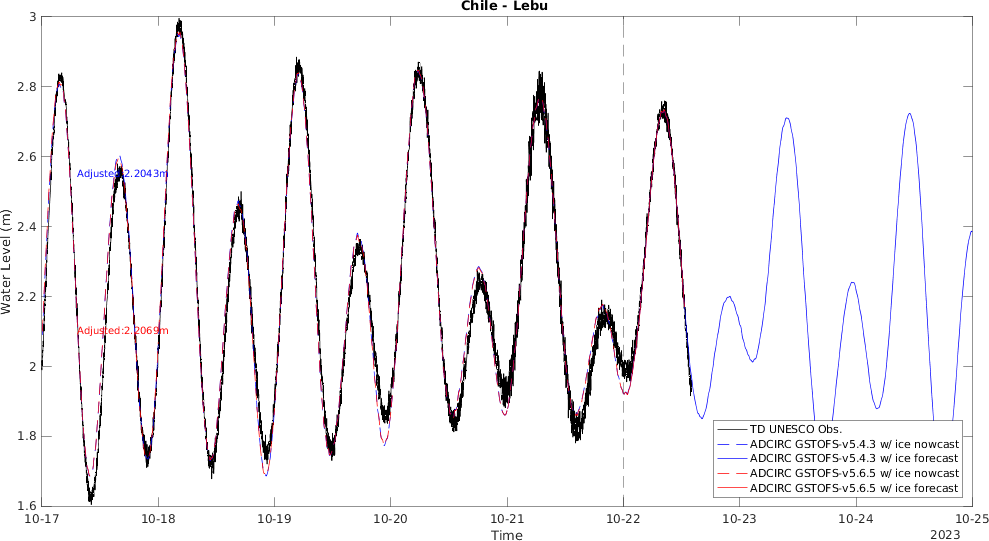 Chile - Lebu
3
2.8
2.6
2.4
2.2
2
1.8
1.6
Water Level (m)
Adjusted:2.2043m
Adjusted:2.2069m
TD UNESCO Obs.
ADCIRC GSTOFS-v5.4.3 w/ ice nowcast
ADCIRC GSTOFS-v5.4.3 w/ ice forecast
ADCIRC GSTOFS-v5.6.5 w/ ice nowcast
ADCIRC GSTOFS-v5.6.5 w/ ice forecast
10-17 10-18 10-19 10-20 10-21 10-22 10-23 10-24 10-25
Time
2023